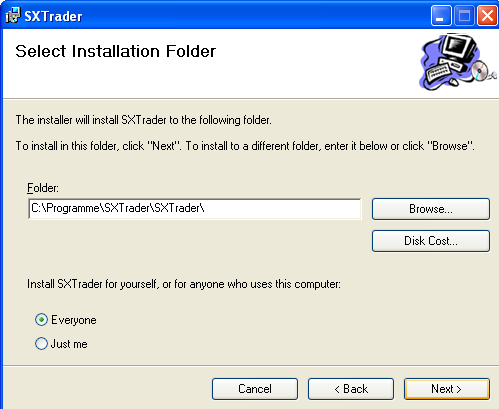 SXTrader
Select Installation Folder
The installer will install SXTrader to the following folder.
To install in this folder, click "Next". To install to a different folder, enter it below or click "Browse".
Folder:
C:\Programme\SXTrader\SXTrader\
Browse...
Disk Cost...
Install SXTrader for yourself, or for anyone who uses this computer:
Everyone
Just me
Cancel
< Back
Next >